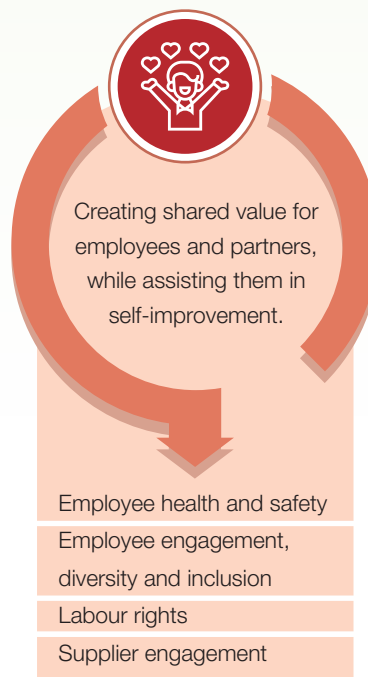 Creating shared value for
employees and partners,
while assisting them in
self-improvement.
Employee health and safety
Employee engagement,
diversity and inclusion
Labour rights
Supplier engagement